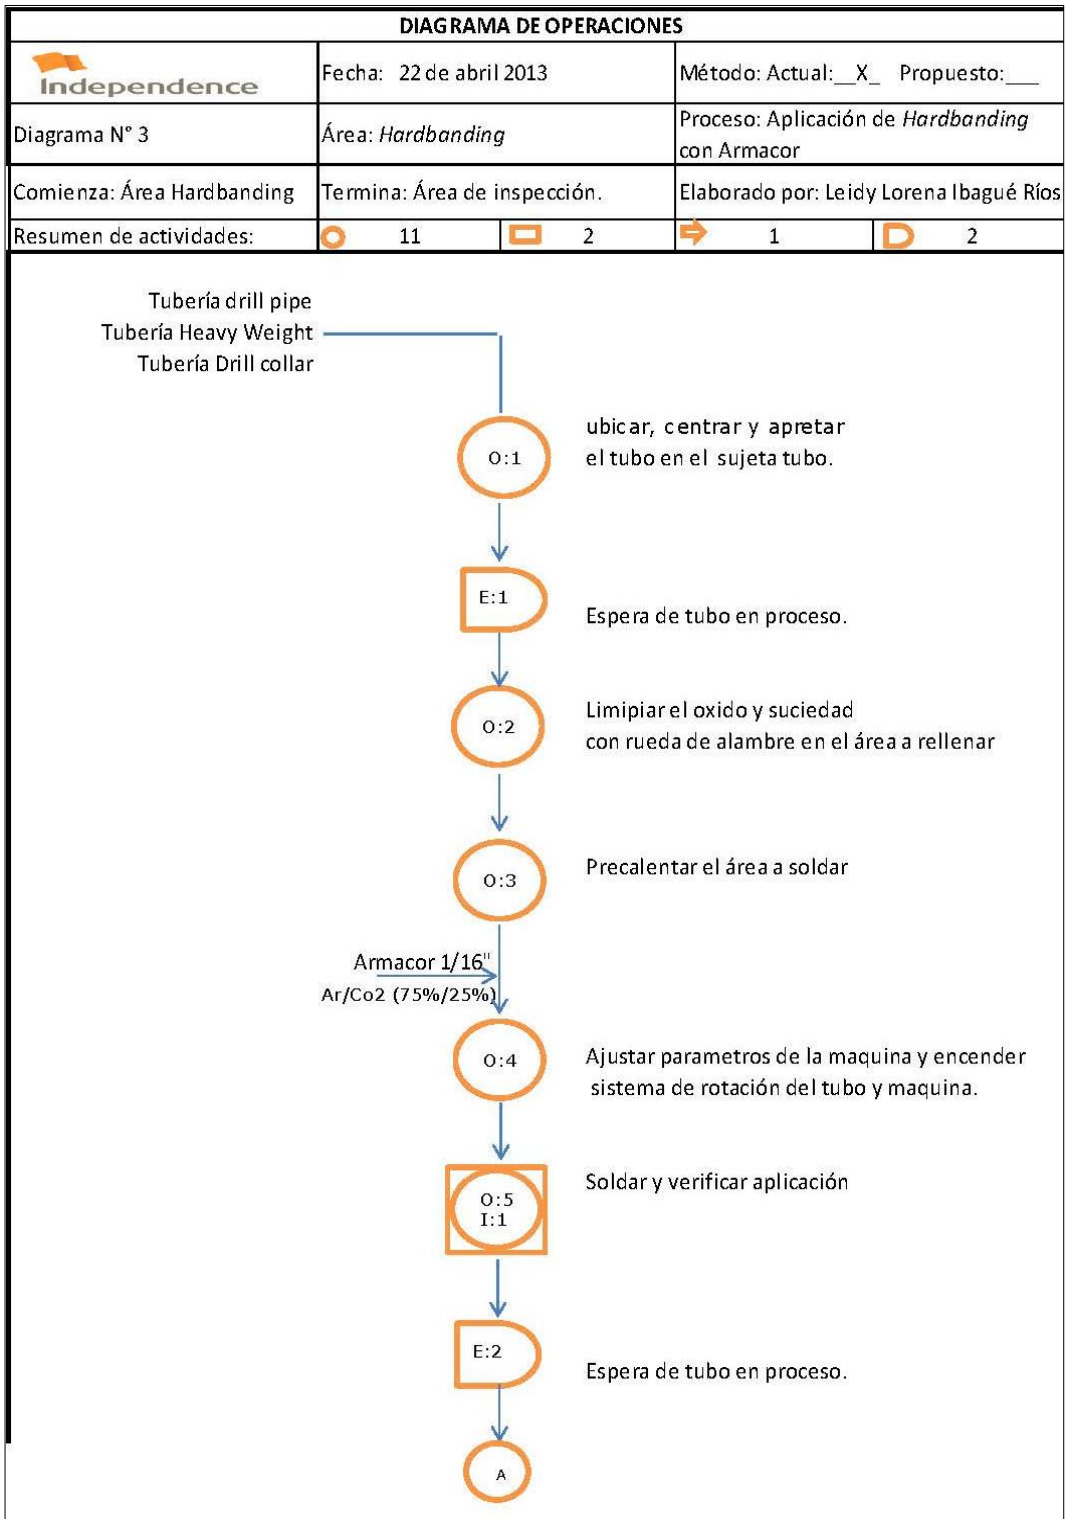 DIAGRAMA DE OPERACIONES
Independence
Fecha: 22 de abril 2013
Método: Actual:__X_ Propuesto:___
Diagrama N° 3
Área: Hardbanding
Proceso: Aplicación de Hardbanding
con Armacor
Comienza: Área Hardbanding
Termina: Área de inspección.
Elaborado por: Leidy Lorena Ibagué Ríos
Resumen de actividades:
11
2
1
2
Tubería drill pipe
Tubería Heavy Weight
Tubería Drill collar
O:1
ubicar, centrar y apretar
el tubo en el sujeta tubo.
E:1
Espera de tubo en proceso.
O:2
Limipiar el oxido y suciedad
con rueda de alambre en el área a rellenar
O:3
Precalentar el área a soldar
Armacor 1/16"
Ar/Co2 (75%/25%)
O:4
Ajustar parametros de la maquina y encender
sistema de rotación del tubo y maquina.
O:5
I:1
Soldar y verificar aplicación
E:2
Espera de tubo en proceso.
A